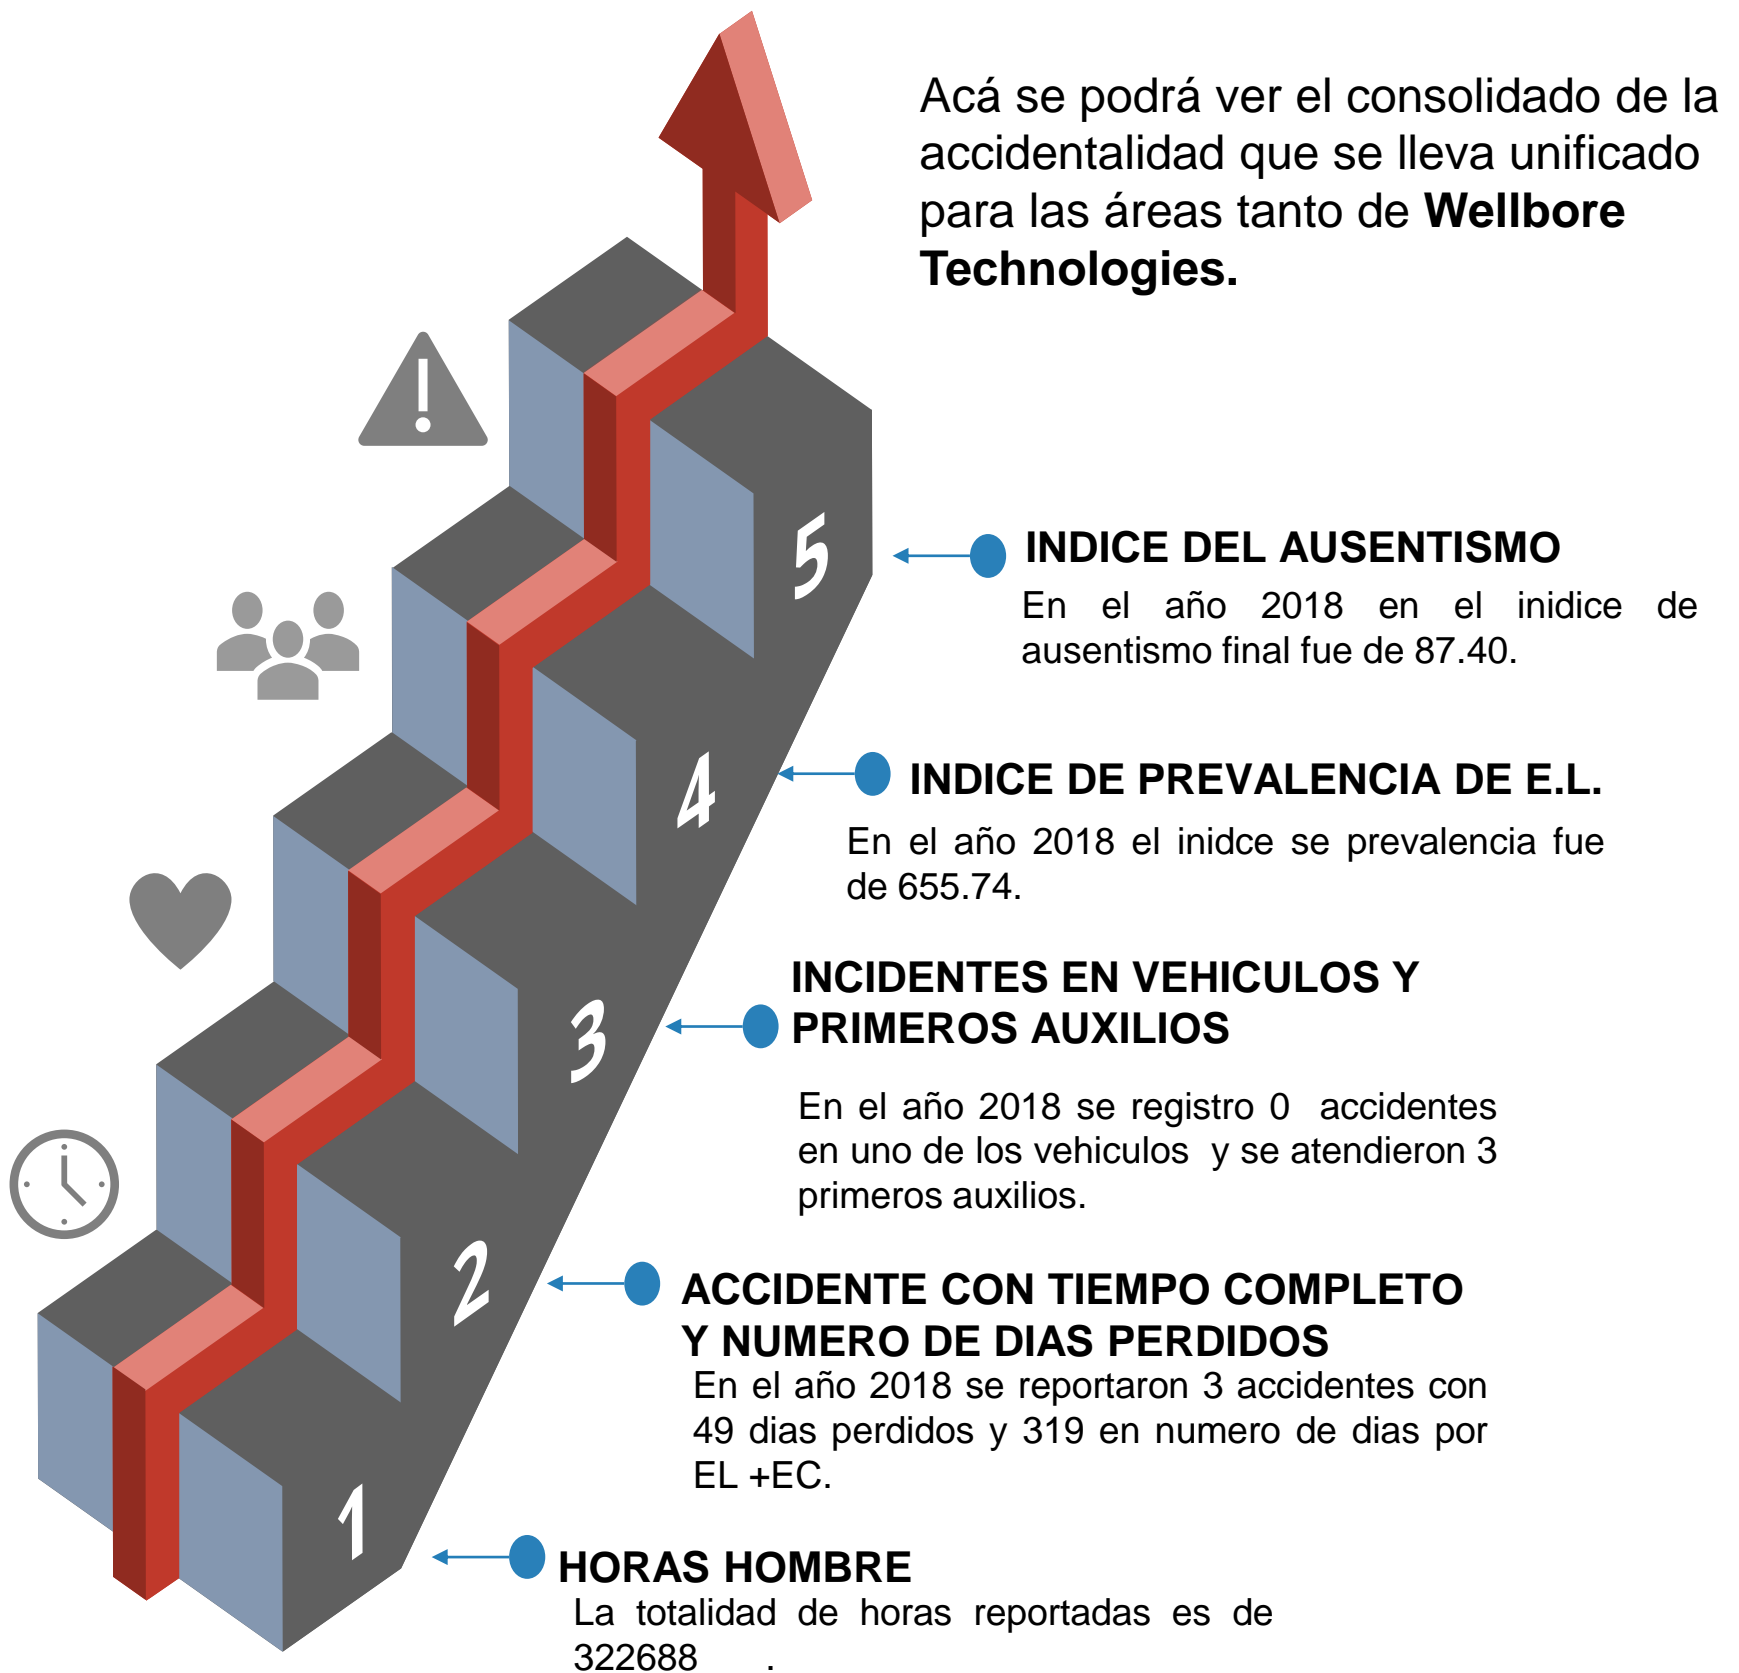 Acá se podrá ver el consolidado de la
accidentalidad que se lleva unificado
para las áreas tanto de Wellbore
Technologies.
5
INDICE DEL AUSENTISMO
En el año 2018 en el inidice de
ausentismo final fue de 87.40.
4
INDICE DE PREVALENCIA DE E.L.
En el año 2018 el inidce se prevalencia fue
de 655.74.
3
INCIDENTES EN VEHICULOS Y
PRIMEROS AUXILIOS
En el año 2018 se registro 0 accidentes
en uno de los vehiculos y se atendieron 3
primeros auxilios.
2
ACCIDENTE CON TIEMPO COMPLETO
Y NUMERO DE DIAS PERDIDOS
En el año 2018 se reportaron 3 accidentes con
49 dias perdidos y 319 en numero de dias por
EL +EC.
1
HORAS HOMBRE
La totalidad de horas reportadas es de
322688 .